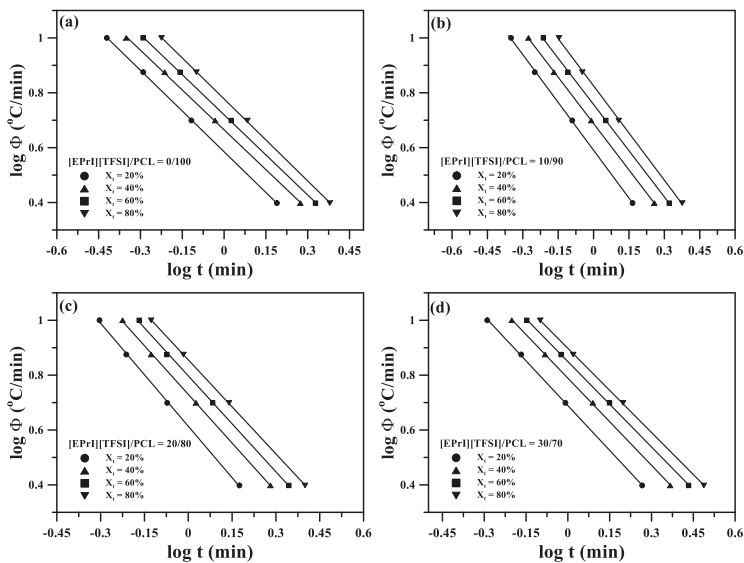 (a)
1
0.8
0.6
0.4
log Φ (°C/min)
[EPrI][TFSI]/PCL = 0/100
Xt = 20%
Xt = 40%
Xt = 60%
Xt = 80%
-0.6 -0.45 -0.3 -0.15 0 0.15 0.3 0.45
log t (min)
(b)
1
0.8
0.6
0.4
log Φ (°C/min)
[EPrI][TFSI]/PCL = 10/90
Xt = 20%
Xt = 40%
Xt = 60%
Xt = 80%
-0.6 -0.45 -0.3 -0.15 0 0.15 0.3 0.45 0.6
log t (min)
(c)
1
0.8
0.6
0.4
log Φ (°C/min)
[EPrI][TFSI]/PCL = 20/80
Xt = 20%
Xt = 40%
Xt = 60%
Xt = 80%
-0.45 -0.3 -0.15 0 0.15 0.3 0.45 0.6
log t (min)
(d)
1
0.8
0.6
0.4
log Φ (°C/min)
[EPrI][TFSI]/PCL = 30/70
Xt = 20%
Xt = 40%
Xt = 60%
Xt = 80%
-0.45 -0.3 -0.15 0 0.15 0.3 0.45 0.6
log t (min)